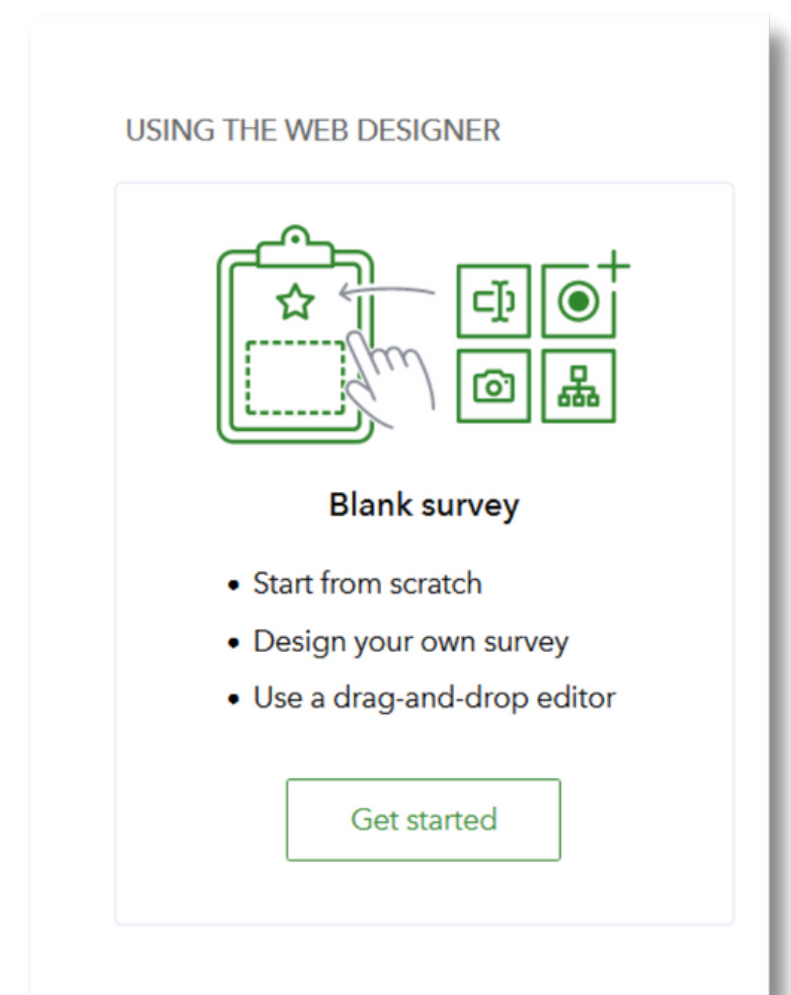 USING THE WEB DESIGNER
Blank survey
• Start from scratch
• Design your own survey
• Use a drag-and-drop editor
Get started